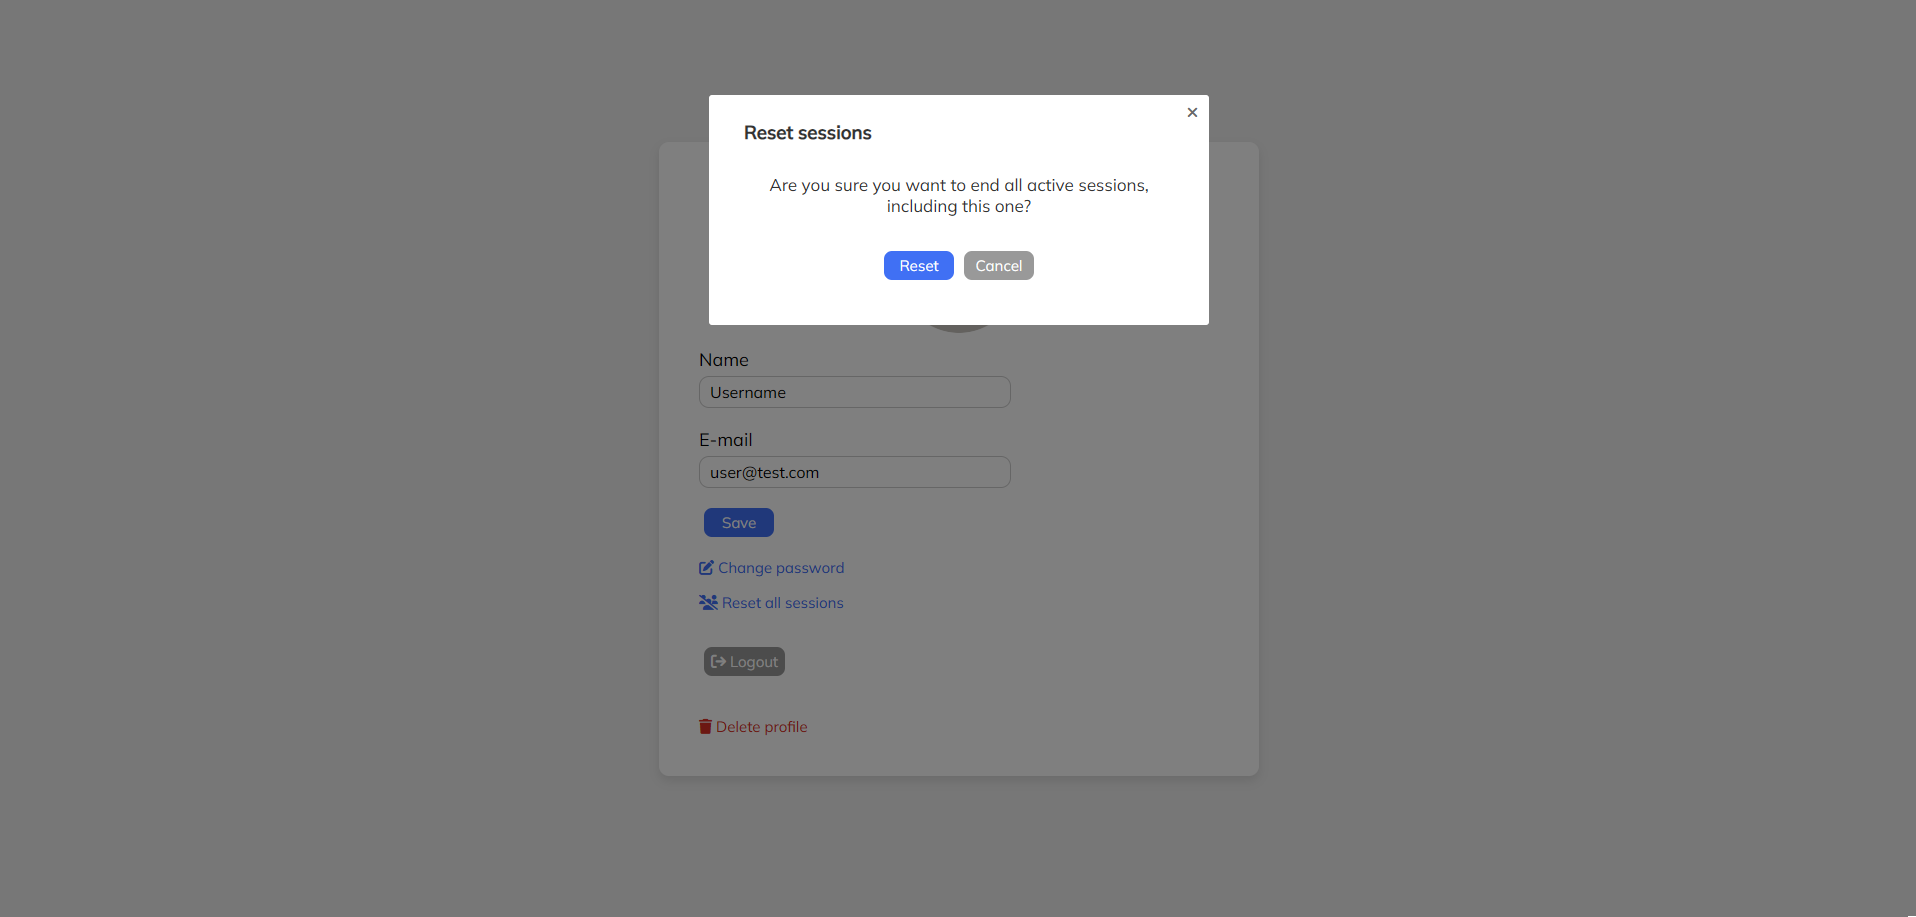 Reset sessions
Are you sure you want to end all active sessions,
including this one?
Reset Cancel
Name
Username
E-mail
user@test.com
Save
Change password
Reset all sessions
Logout
Delete profile